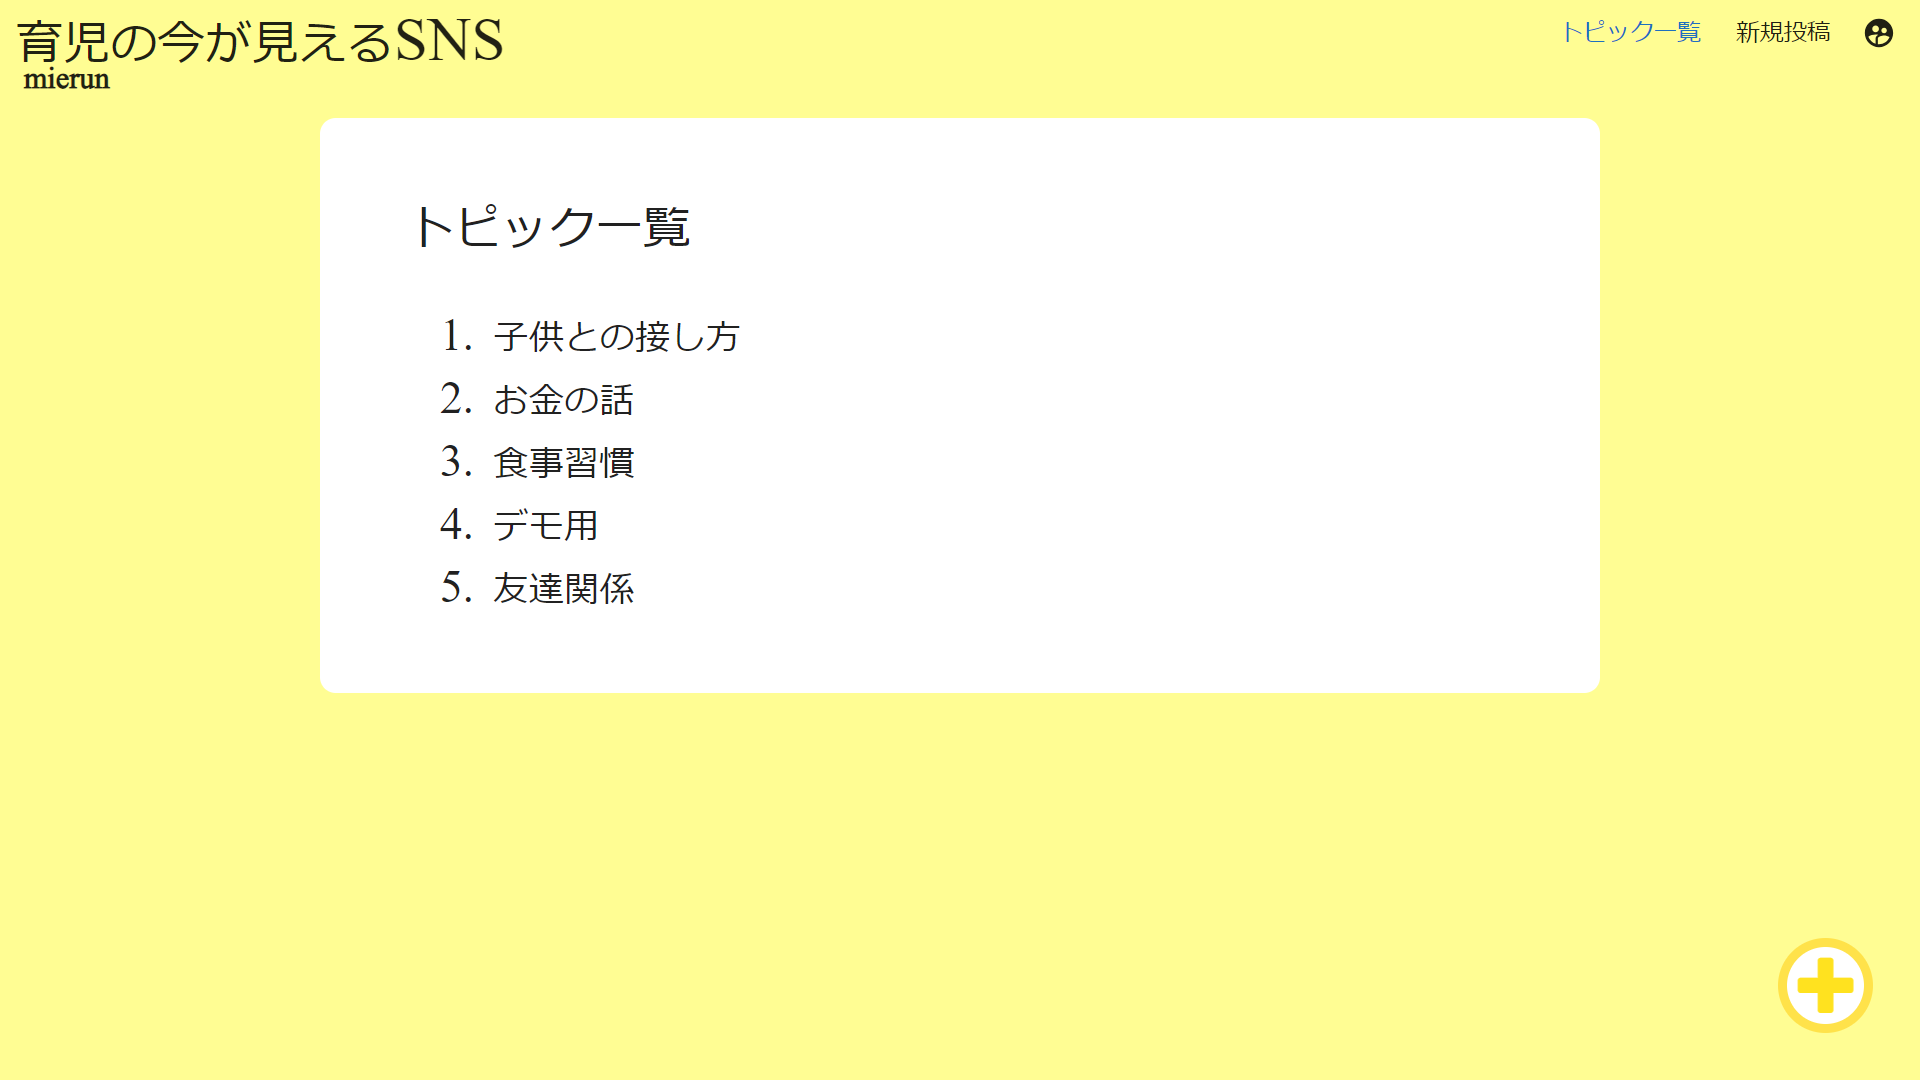 育児の今が見えるSNS
mierun
トピック一覧
新規投稿
トピック一覧
1. 子供との接し方
2. お金の話
3. 食事習慣
4. デモ用
5. 友達関係